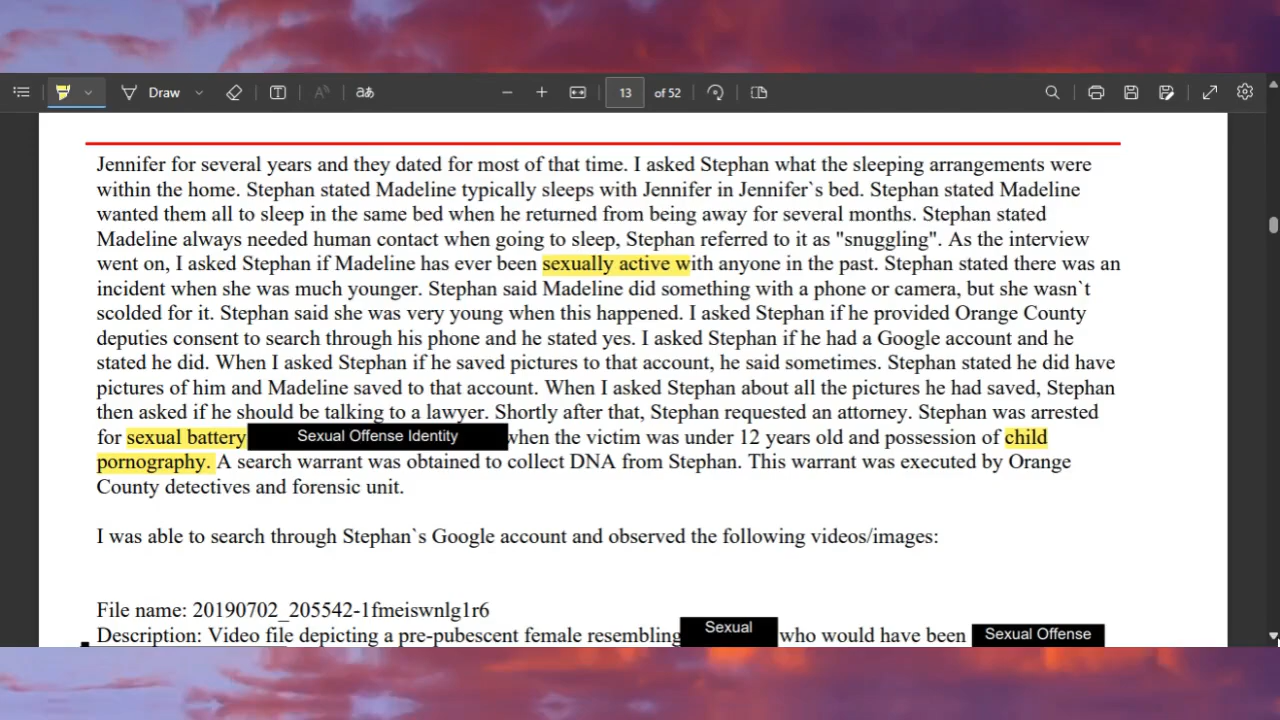 Draw
aあ
13 of 52
Jennifer for several years and they dated for most of that time. I asked Stephan what the sleeping arrangements were
within the home. Stephan stated Madeline typically sleeps with Jennifer in Jennifer`s bed. Stephan stated Madeline
wanted them all to sleep in the same bed when he returned from being away for several months. Stephan stated
Madeline always needed human contact when going to sleep, Stephan referred to it as "snuggling". As the interview
went on, I asked Stephan if Madeline has ever been sexually active with anyone in the past. Stephan stated there was an
incident when she was much younger. Stephan said Madeline did something with a phone or camera, but she wasn`t
scolded for it. Stephan said she was very young when this happened. I asked Stephan if he provided Orange County
deputies consent to search through his phone and he stated yes. I asked Stephan if he had a Google account and he
stated he did. When I asked Stephan if he saved pictures to that account, he said sometimes. Stephan stated he did have
pictures of him and Madeline saved to that account. When I asked Stephan about all the pictures he had saved, Stephan
then asked if he should be talking to a lawyer. Shortly after that, Stephan requested an attorney. Stephan was arrested
for sexual battery Sexual Offense Identity when the victim was under 12 years old and possession of child
pornography. A search warrant was obtained to collect DNA from Stephan. This warrant was executed by Orange
County detectives and forensic unit.
I was able to search through Stephan`s Google account and observed the following videos/images:
File name: 20190702_205542-1fmeiswnlg1r6
Description: Video file depicting a pre-pubescent female resembling Sexual who would have been Sexual Offense